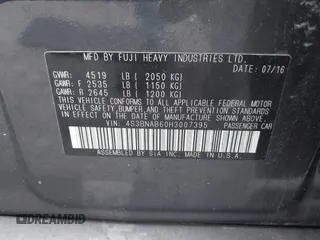 MFD BY FUJI HEAVY INDUSTRIES LTD.
DATE: 07/16
GVWR: 4519 LB ( 2050 KG)
GAWR: F 2535 LB ( 1150 KG)
GAWR: R 2645 LB ( 1200 KG)
THIS VEHICLE CONFORMS TO ALL APPLICABLE FEDERAL MOTOR
VEHICLE SAFETY, BUMPER, AND THEFT PREVENTION STANDARDS IN
EFFECT ON THE DATE OF MANUFACTURE SHOWN ABOVE.
VIN: 4S3BNAB60H3007395 PASSENGER CAR
ASSEMBLED BY SIA INC. MADE IN U.S.A.
© DREAMBID